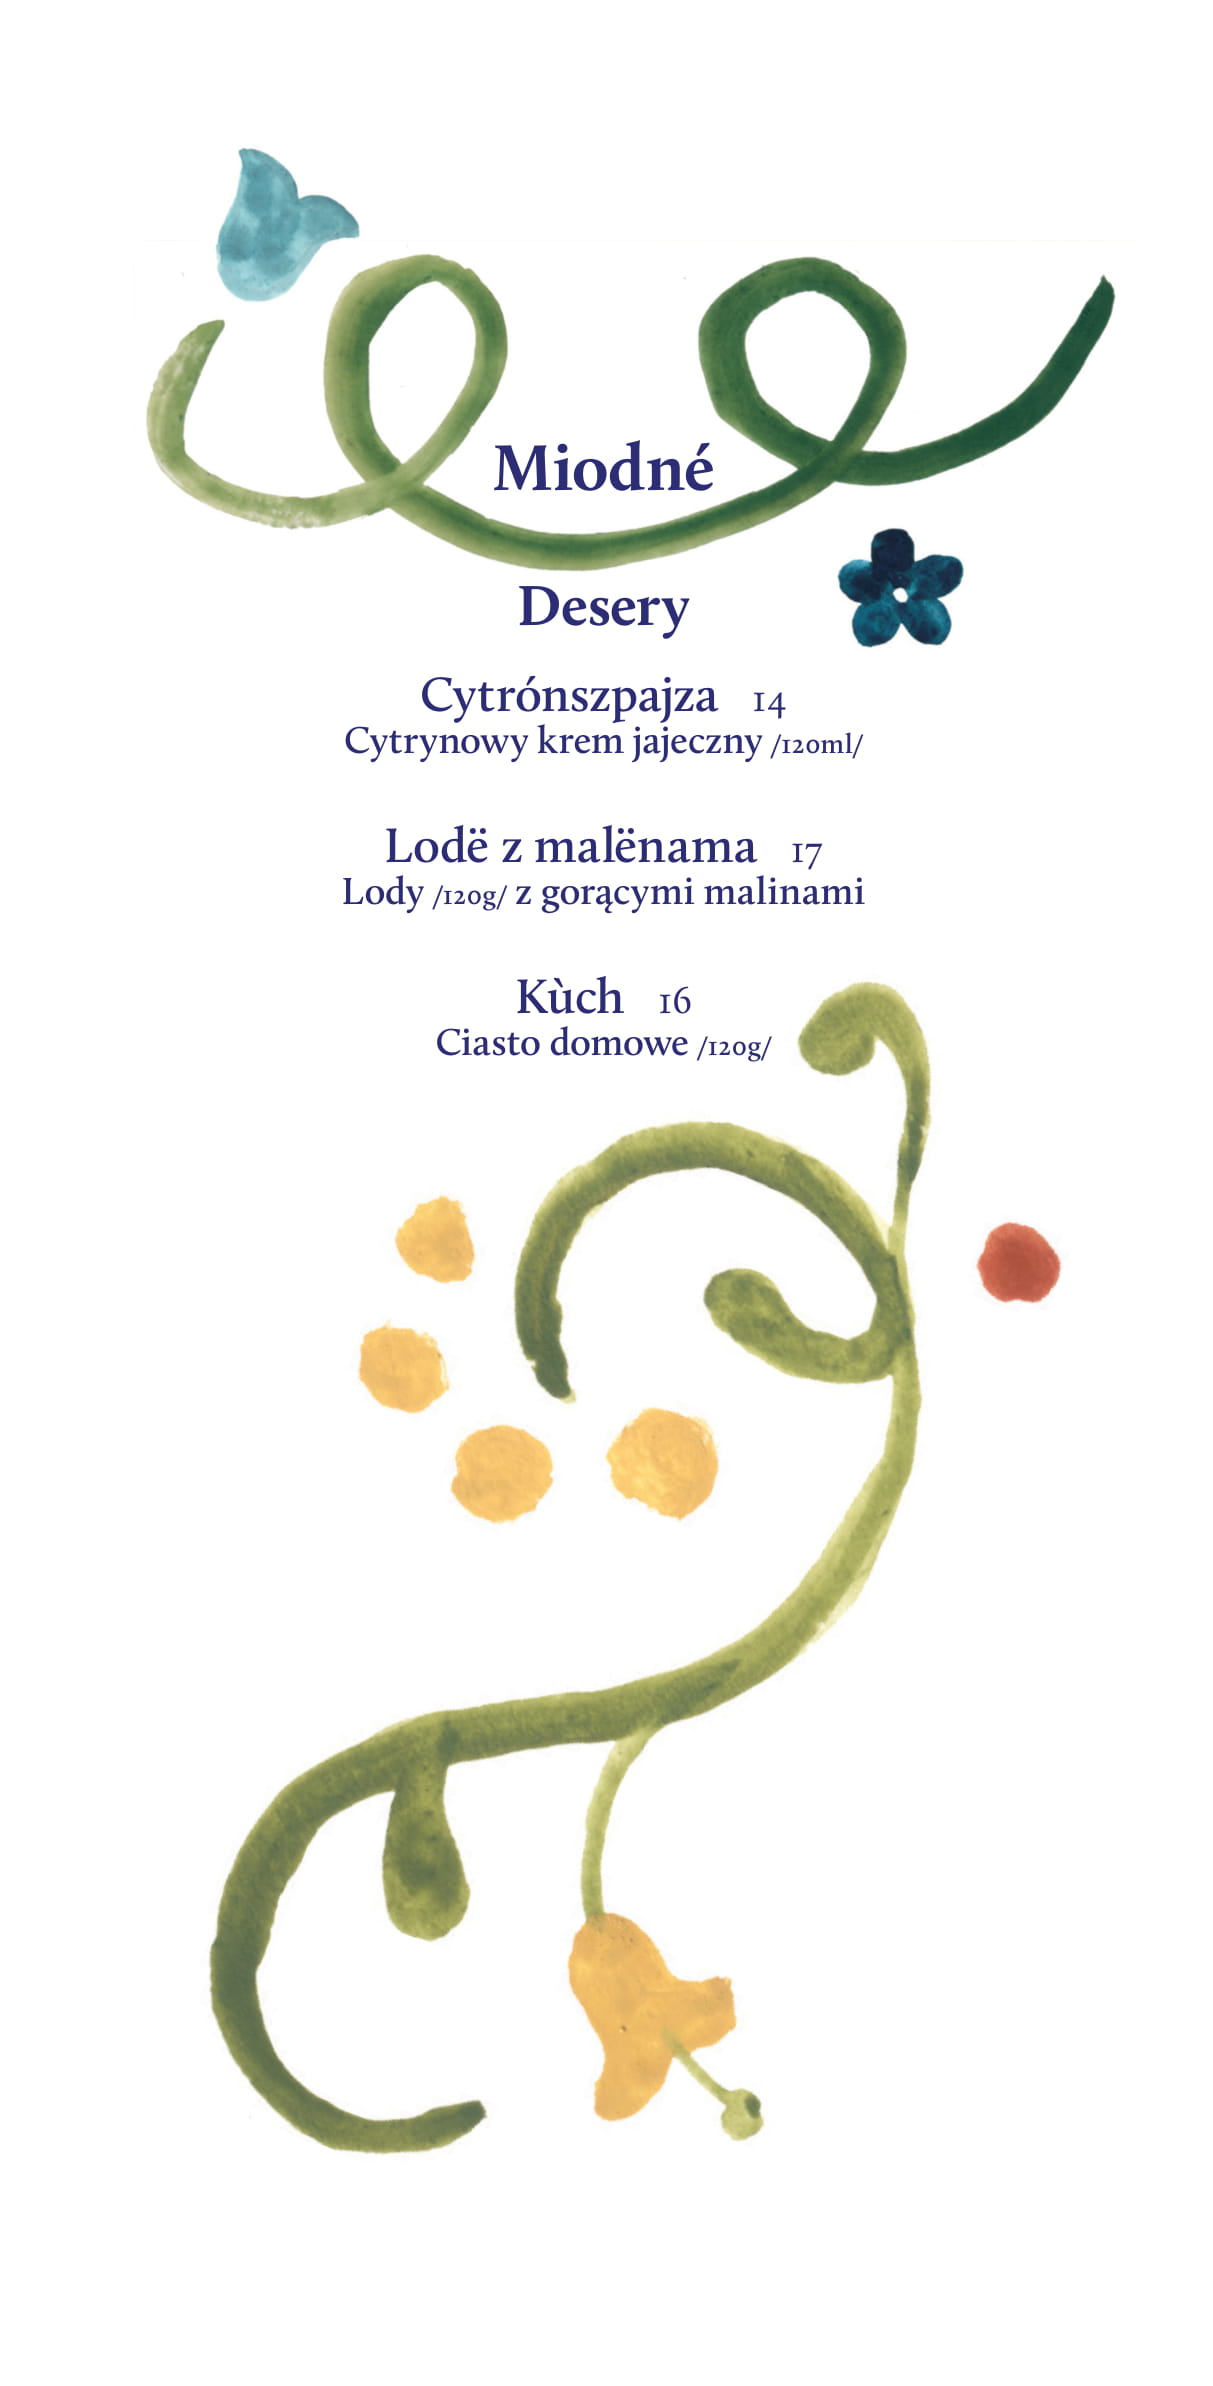 Miodné
Desery
Cytrónszpajza 14
Cytrynowy krem jajeczny /120ml/
Lodë z malënama 17
Lody /120g/ z gorącymi malinami
Kùch 16
Ciasto domowe /120g/